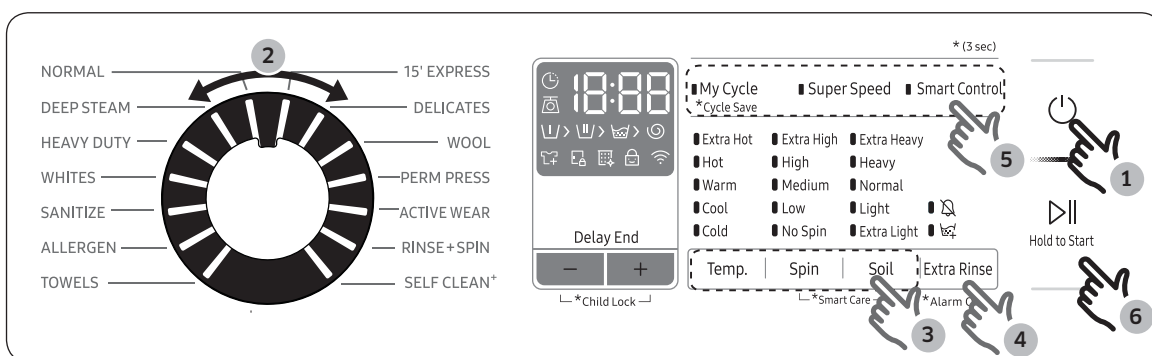 2
NORMAL
DEEP STEAM
HEAVY DUTY
WHITES
SANITIZE
ALLERGEN
TOWELS
15' EXPRESS
DELICATES
WOOL
PERM PRESS
ACTIVE WEAR
RINSE+SPIN
SELF CLEAN+
18:88
Delay End
− +
*Child Lock
* (3 sec)
My Cycle Super Speed Smart Control
*Cycle Save
Extra Hot Extra High Extra Heavy
Hot High Heavy
Warm Medium Normal
Cool Low Light
Cold No Spin Extra Light
Temp. Spin Soil Extra Rinse
*Smart Care *Alarm
3
4
5
1
Hold to Start
6